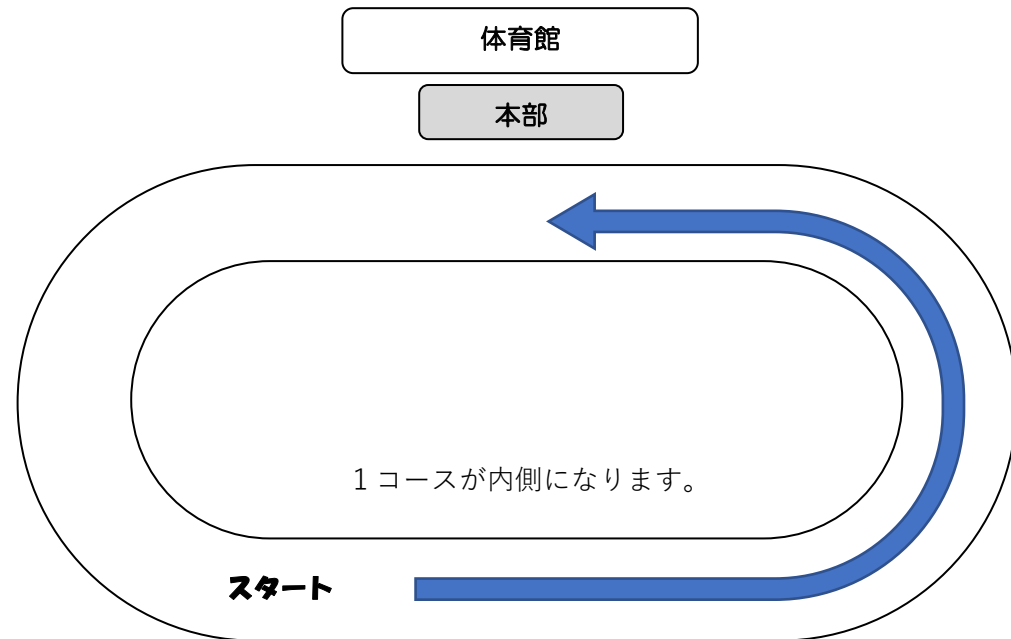 体育館
本部
１コースが内側になります。
スタート